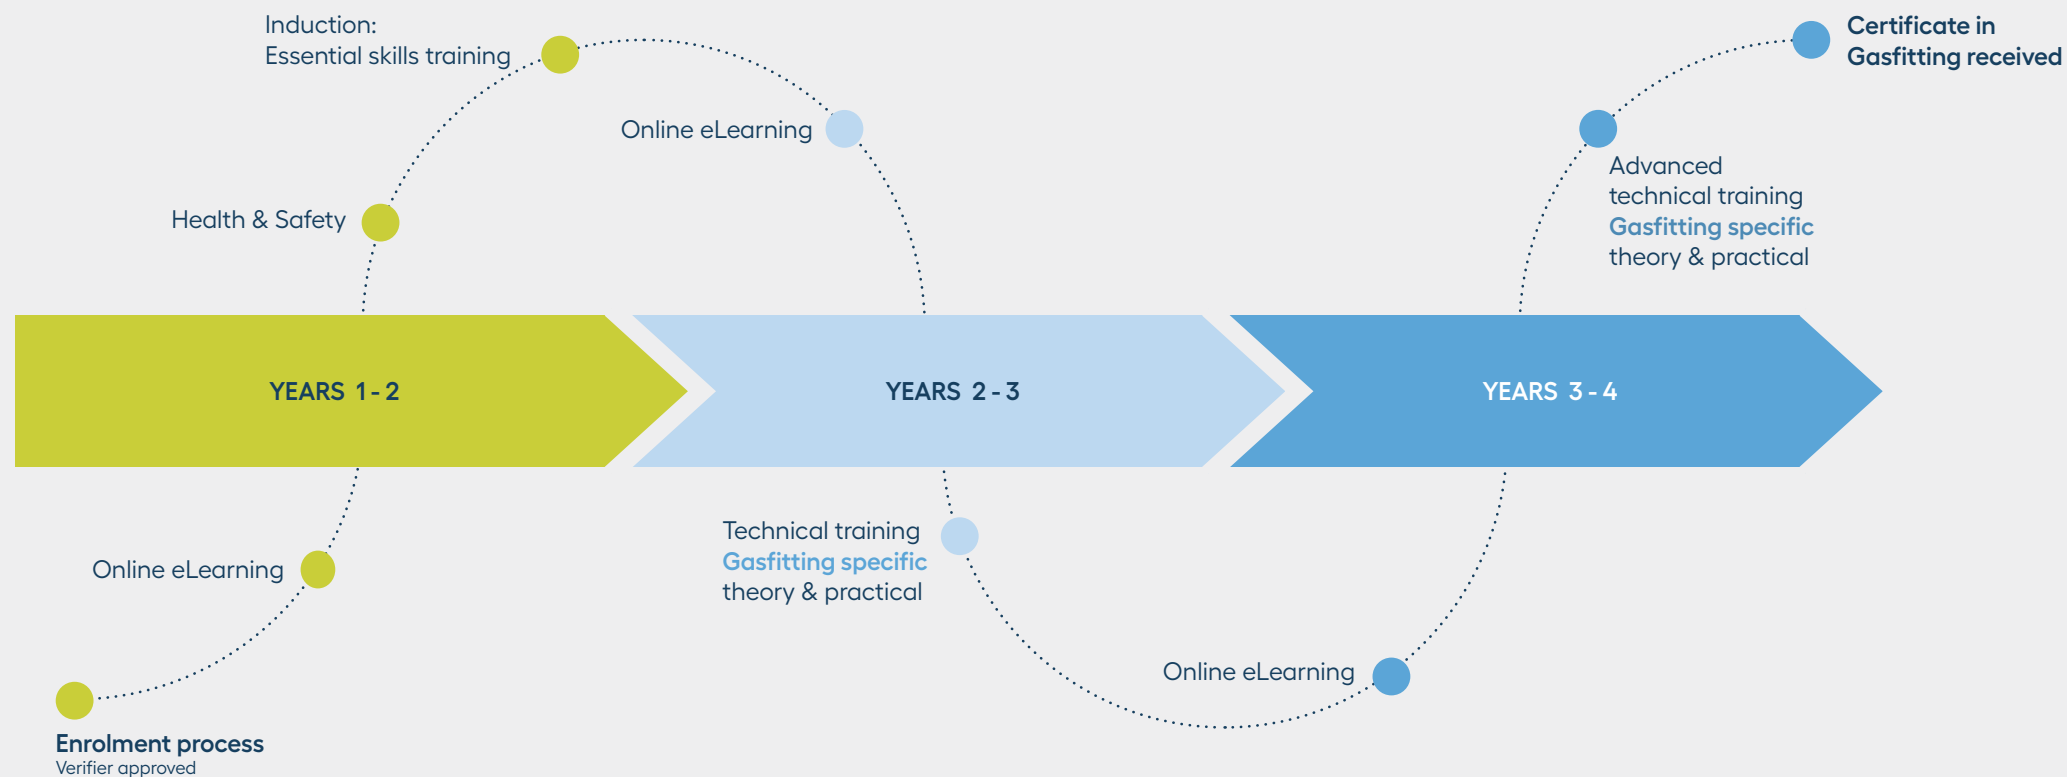 Induction:
Essential skills training
Certificate in
Gasfitting received
Online eLearning
Advanced
technical training
Gasfitting specific
theory & practical
Health & Safety
YEARS 1 - 2
YEARS 2 - 3
YEARS 3 - 4
Technical training
Gasfitting specific
theory & practical
Online eLearning
Online eLearning
Enrolment process
Verifier approved